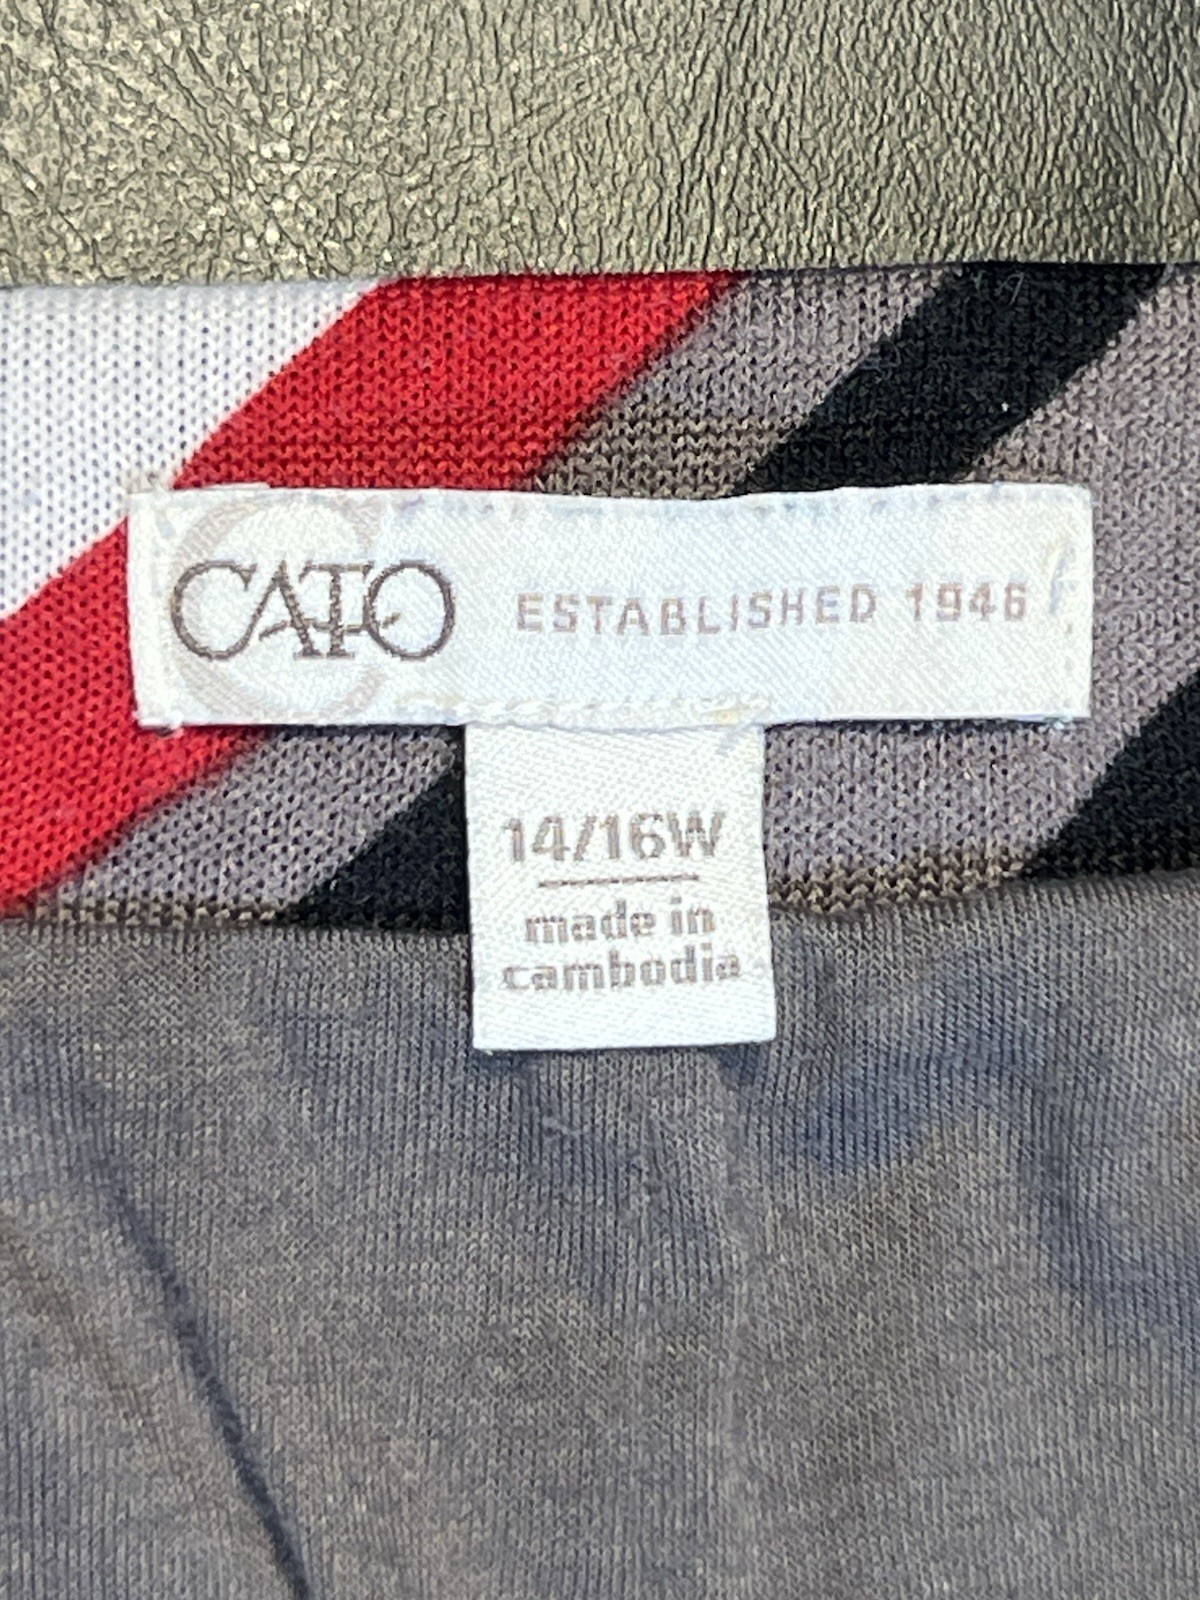 CATO ESTABLISHED 1946
14/16W
made in
cambodia